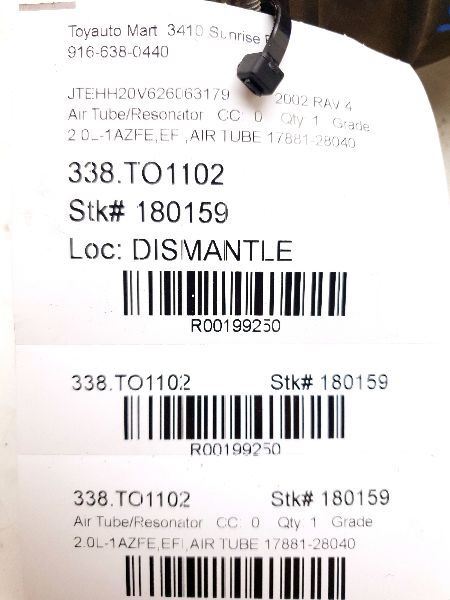 Toyauto Mart 3410 Sunrise
916-638-0440
JTEHH20V626063179 2002 RAV 4
Air Tube/Resonator CC: 0 Qty 1 Grade
2.0L-1AZFE,EFI,AIR TUBE 17881-28040
338.TO1102
Stk# 180159
Loc: DISMANTLE
R00199250
338.TO1102 Stk# 180159
R00199250
338.TO1102 Stk# 180159
Air Tube/Resonator CC: 0 Qty 1 Grade
2.0L-1AZFE,EFI,AIR TUBE 17881-28040